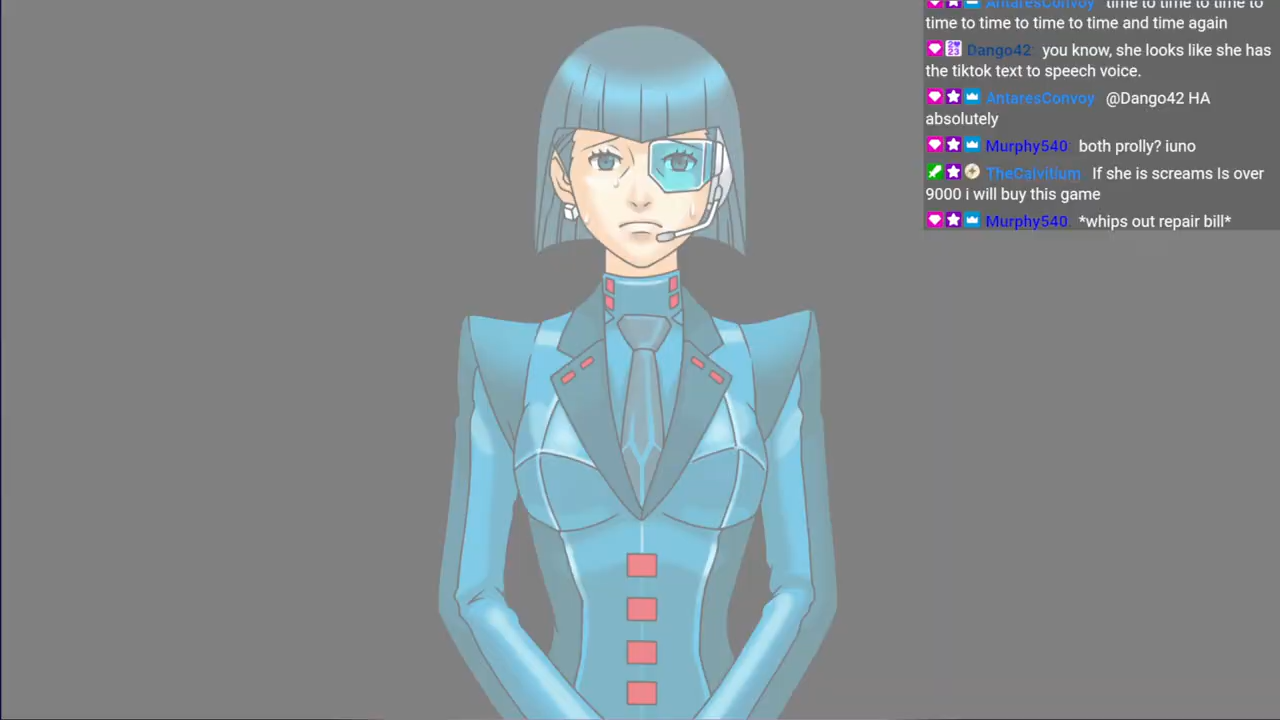 AntaresConvoy time to time to time to
time to time to time to time and time again
Dango42: you know, she looks like she has
the tiktok text to speech voice.
AntaresConvoy @Dango42 HA
absolutely
Murphy540: both prolly? iuno
TheCalvitium If she is screams Is over
9000 i will buy this game
Murphy540: *whips out repair bill*